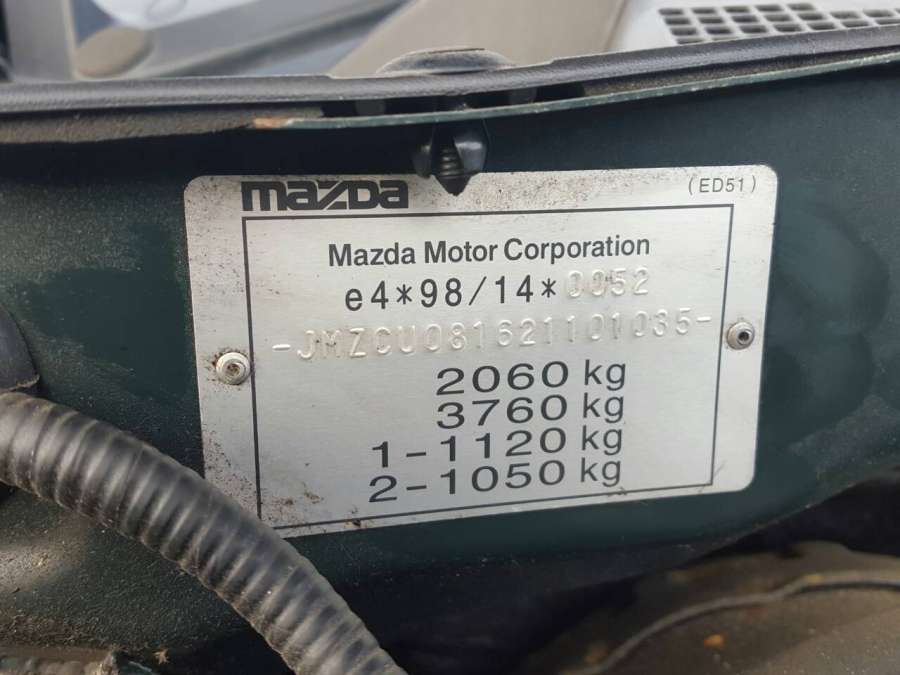 mazda
(ED51)
Mazda Motor Corporation
e4*98/14*0052
-JMZCU081621101035-
2060 kg
3760 kg
1-1120 kg
2-1050 kg